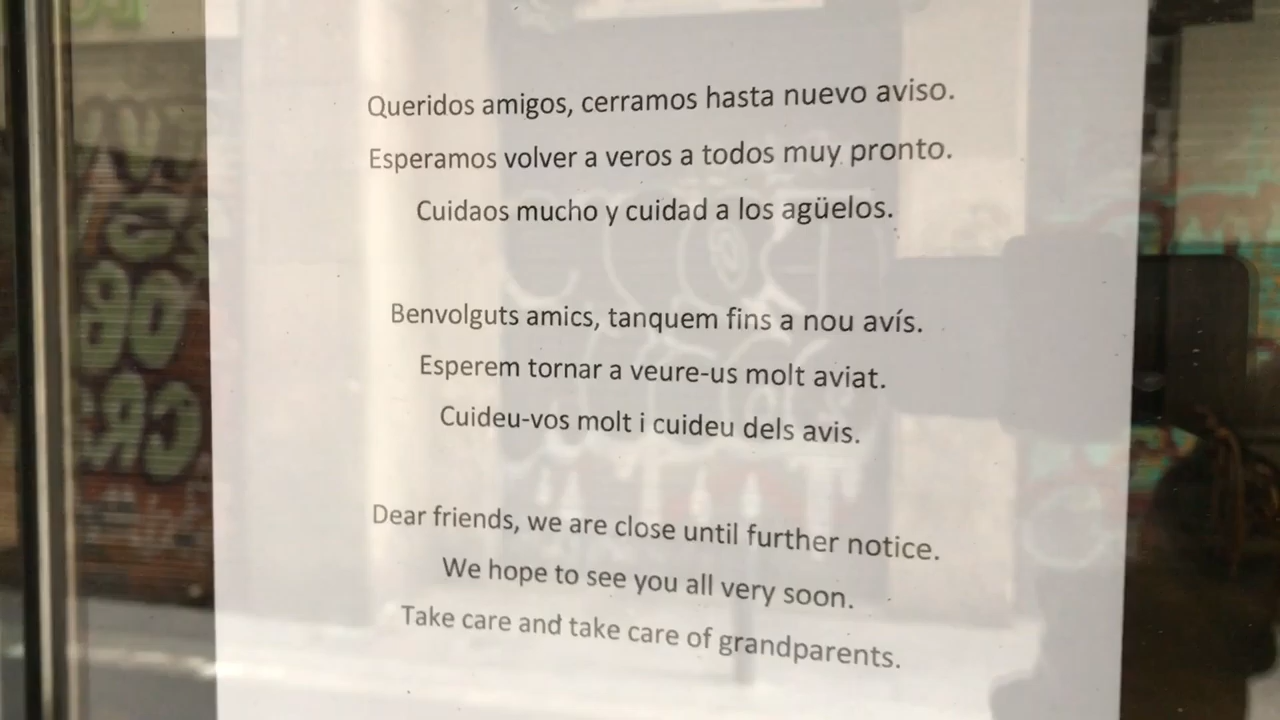 Queridos amigos, cerramos hasta nuevo aviso.
Esperamos volver a veros a todos muy pronto.
Cuidaos mucho y cuidad a los agüelos.
Benvolguts amics, tanquem fins a nou avís.
Esperem tornar a veure-us molt aviat.
Cuideu-vos molt i cuideu dels avis.
Dear friends, we are close until further notice.
We hope to see you all very soon.
Take care and take care of grandparents.